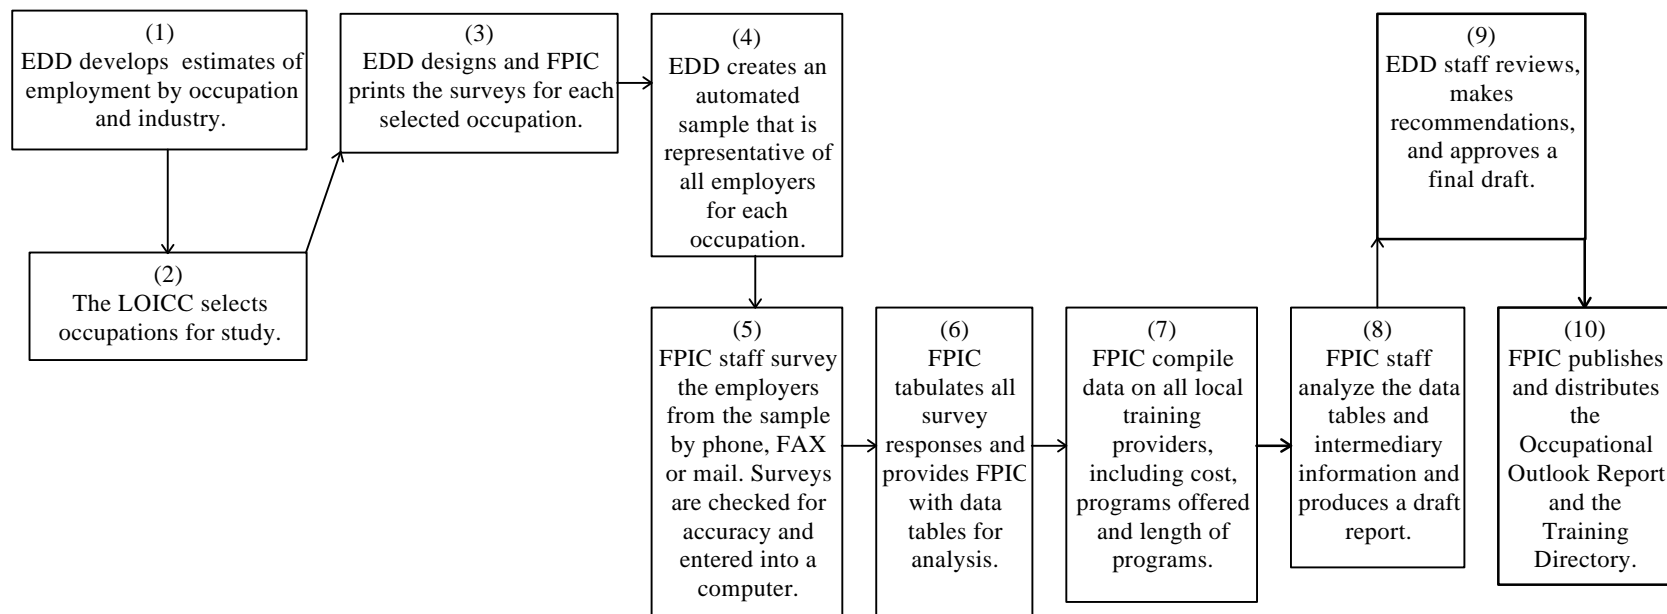 (1)
EDD develops  estimates of
employment by occupation
and industry.
(2)
The LOICC selects
occupations for study.
(3)
EDD designs and FPIC
prints the surveys for each
selected occupation.
(4)
EDD creates an
automated
sample that is
representative of
all employers
for each
occupation.
(5)
FPIC staff survey
the employers
from the sample
by phone, FAX
or mail. Surveys
are checked for
accuracy and
entered into a
computer.
(6)
FPIC
tabulates all
survey
responses and
provides FPIC
with data
tables for
analysis.
(7)
FPIC compile
data on all local
training
providers,
including cost,
programs offered
and length of
programs.
(8)
FPIC staff
analyze the data
tables and
intermediary
information and
produces a draft
report.
(9)
EDD staff reviews,
makes
recommendations,
and approves a
final draft.
(10)
FPIC publishes
and distributes
the
Occupational
Outlook Report
and the
Training
Directory.